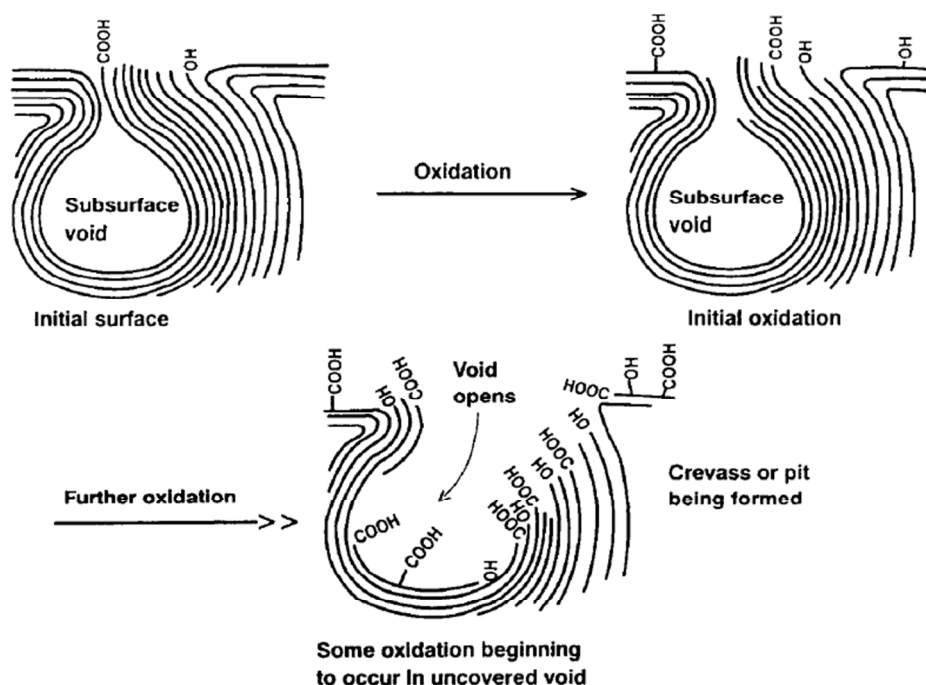 COOH
OH
Subsurface
void
Initial surface
Oxidation
COOH
COOH
OH
OH
Subsurface
void
Initial oxidation
Further oxidation
COOH
OH
COOH
Void
opens
HOOC
OH
COOH
HO
HOOC
HO
HOOC
HO
HOOC
COOH
COOH
OH
Crevass or pit
being formed
Some oxidation beginning
to occur In uncovered void